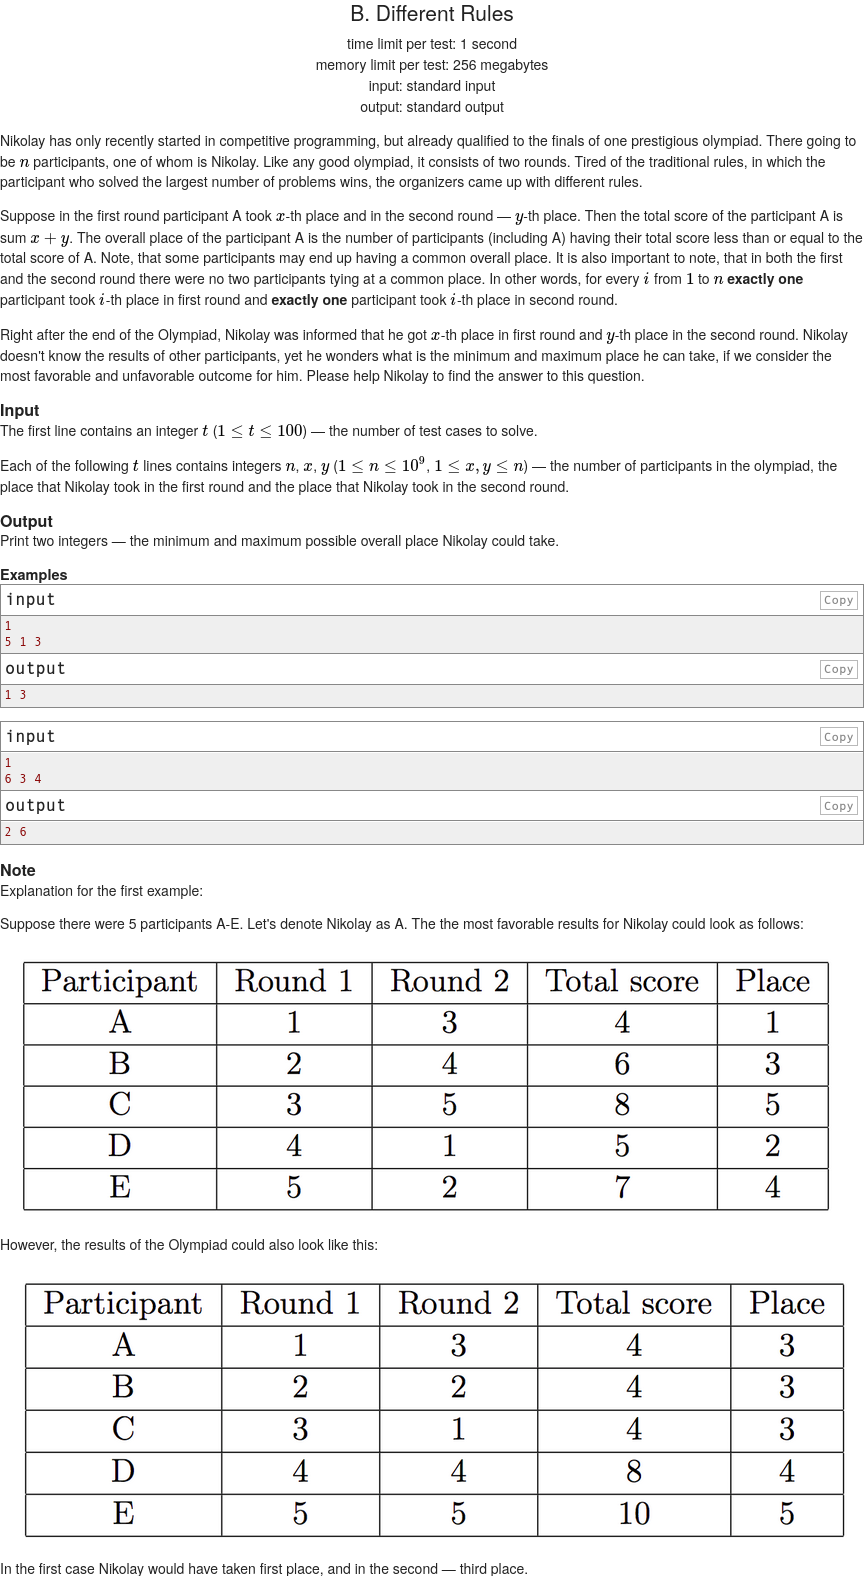 B. Different Rules
time limit per test: 1 second
memory limit per test: 256 megabytes
input: standard input
output: standard output
Nikolay has only recently started in competitive programming, but already qualified to the finals of one prestigious olympiad. There going to
be n participants, one of whom is Nikolay. Like any good olympiad, it consists of two rounds. Tired of the traditional rules, in which the
participant who solved the largest number of problems wins, the organizers came up with different rules.
Suppose in the first round participant A took x-th place and in the second round — y-th place. Then the total score of the participant A is
sum x + y. The overall place of the participant A is the number of participants (including A) having their total score less than or equal to the
total score of A. Note, that some participants may end up having a common overall place. It is also important to note, that in both the first
and the second round there were no two participants tying at a common place. In other words, for every i from 1 to n exactly one
participant took i-th place in first round and exactly one participant took i-th place in second round.
Right after the end of the Olympiad, Nikolay was informed that he got x-th place in first round and y-th place in the second round. Nikolay
doesn't know the results of other participants, yet he wonders what is the minimum and maximum place he can take, if we consider the
most favorable and unfavorable outcome for him. Please help Nikolay to find the answer to this question.
Input
The first line contains an integer t (1 ≤ t ≤ 100) — the number of test cases to solve.
Each of the following t lines contains integers n, x, y (1 ≤ n ≤ 10⁹, 1 ≤ x, y ≤ n) — the number of participants in the olympiad, the
place that Nikolay took in the first round and the place that Nikolay took in the second round.
Output
Print two integers — the minimum and maximum possible overall place Nikolay could take.
Examples
input Copy
1
5 1 3
output Copy
1 3
input Copy
1
6 3 4
output Copy
2 6
Note
Explanation for the first example:
Suppose there were 5 participants A-E. Let's denote Nikolay as A. The the most favorable results for Nikolay could look as follows:
Participant Round 1 Round 2 Total score Place
A 1 3 4 1
B 2 4 6 3
C 3 5 8 5
D 4 1 5 2
E 5 2 7 4
However, the results of the Olympiad could also look like this:
Participant Round 1 Round 2 Total score Place
A 1 3 4 3
B 2 2 4 3
C 3 1 4 3
D 4 4 8 4
E 5 5 10 5
In the first case Nikolay would have taken first place, and in the second — third place.